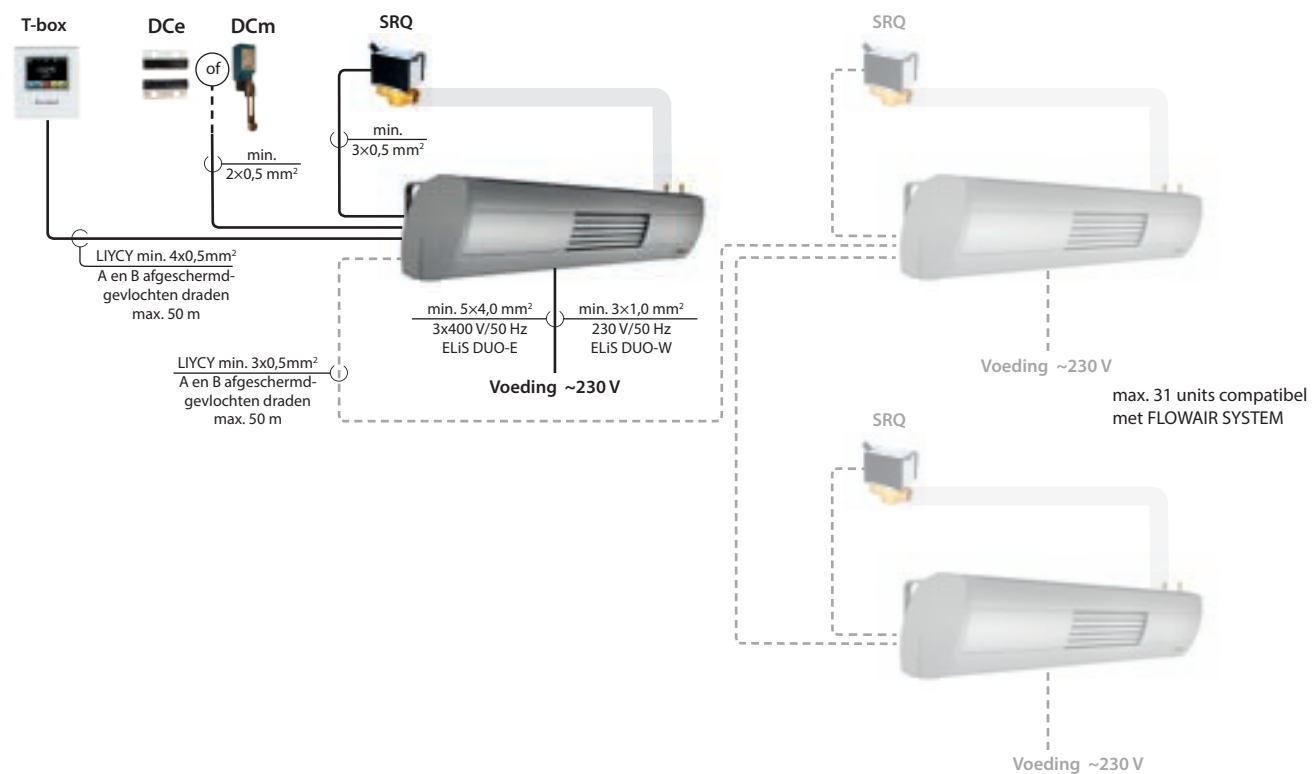 T-box
DCe
DCm
SRQ
SRQ
of
min.
3×0,5 mm²
min.
2×0,5 mm²
LIYCY min. 4x0,5mm²
A en B afgeschermd-
gevlochten draden
max. 50 m
min. 5×4,0 mm²
3x400 V/50 Hz
ELiS DUO-E
min. 3×1,0 mm²
230 V/50 Hz
ELiS DUO-W
LIYCY min. 3x0,5mm²
A en B afgeschermd-
gevlochten draden
max. 50 m
Voeding ~230 V
Voeding ~230 V
max. 31 units compatibel
met FLOWAIR SYSTEM
SRQ
Voeding ~230 V